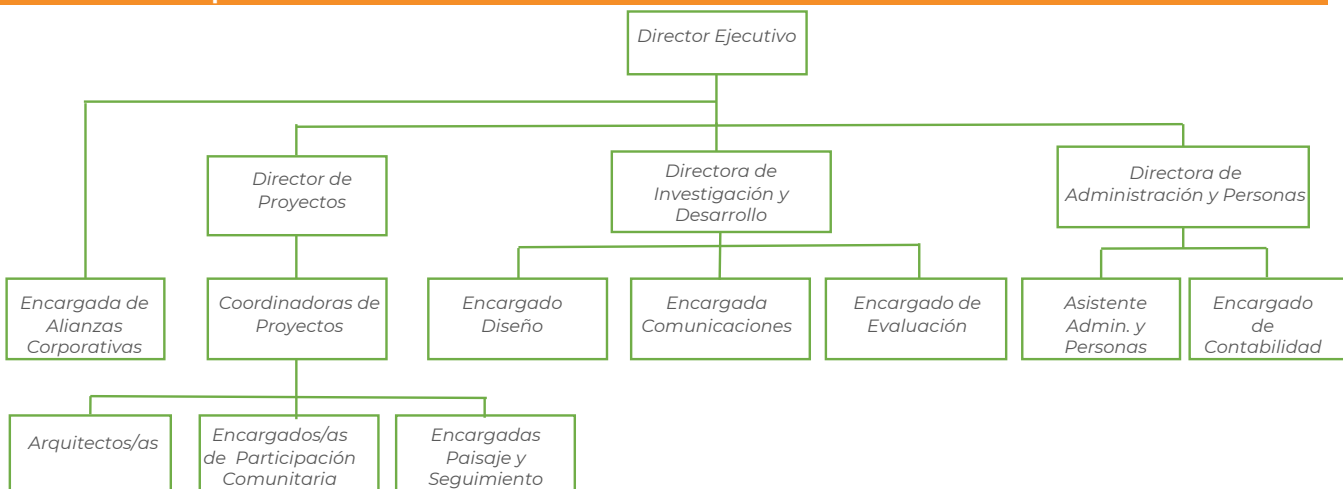 Director Ejecutivo
Director de
Proyectos
Directora de
Investigación y
Desarrollo
Directora de
Administración y Personas
Encargada de
Alianzas
Corporativas
Coordinadoras de
Proyectos
Encargado
Diseño
Encargada
Comunicaciones
Encargado de
Evaluación
Asistente
Admin. y
Personas
Encargado
de
Contabilidad
Arquitectos/as
Encargados/as
de Participación
Comunitaria
Encargadas
Paisaje y
Seguimiento